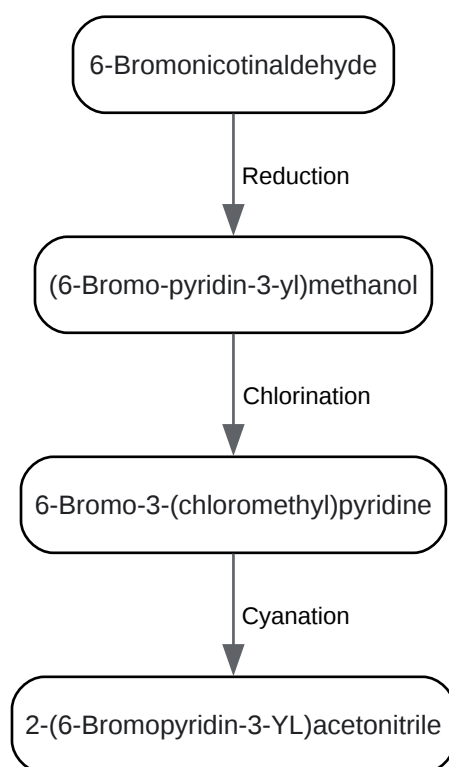 6-Bromonicotinaldehyde
Reduction
(6-Bromo-pyridin-3-yl)methanol
Chlorination
6-Bromo-3-(chloromethyl)pyridine
Cyanation
2-(6-Bromopyridin-3-YL)acetonitrile